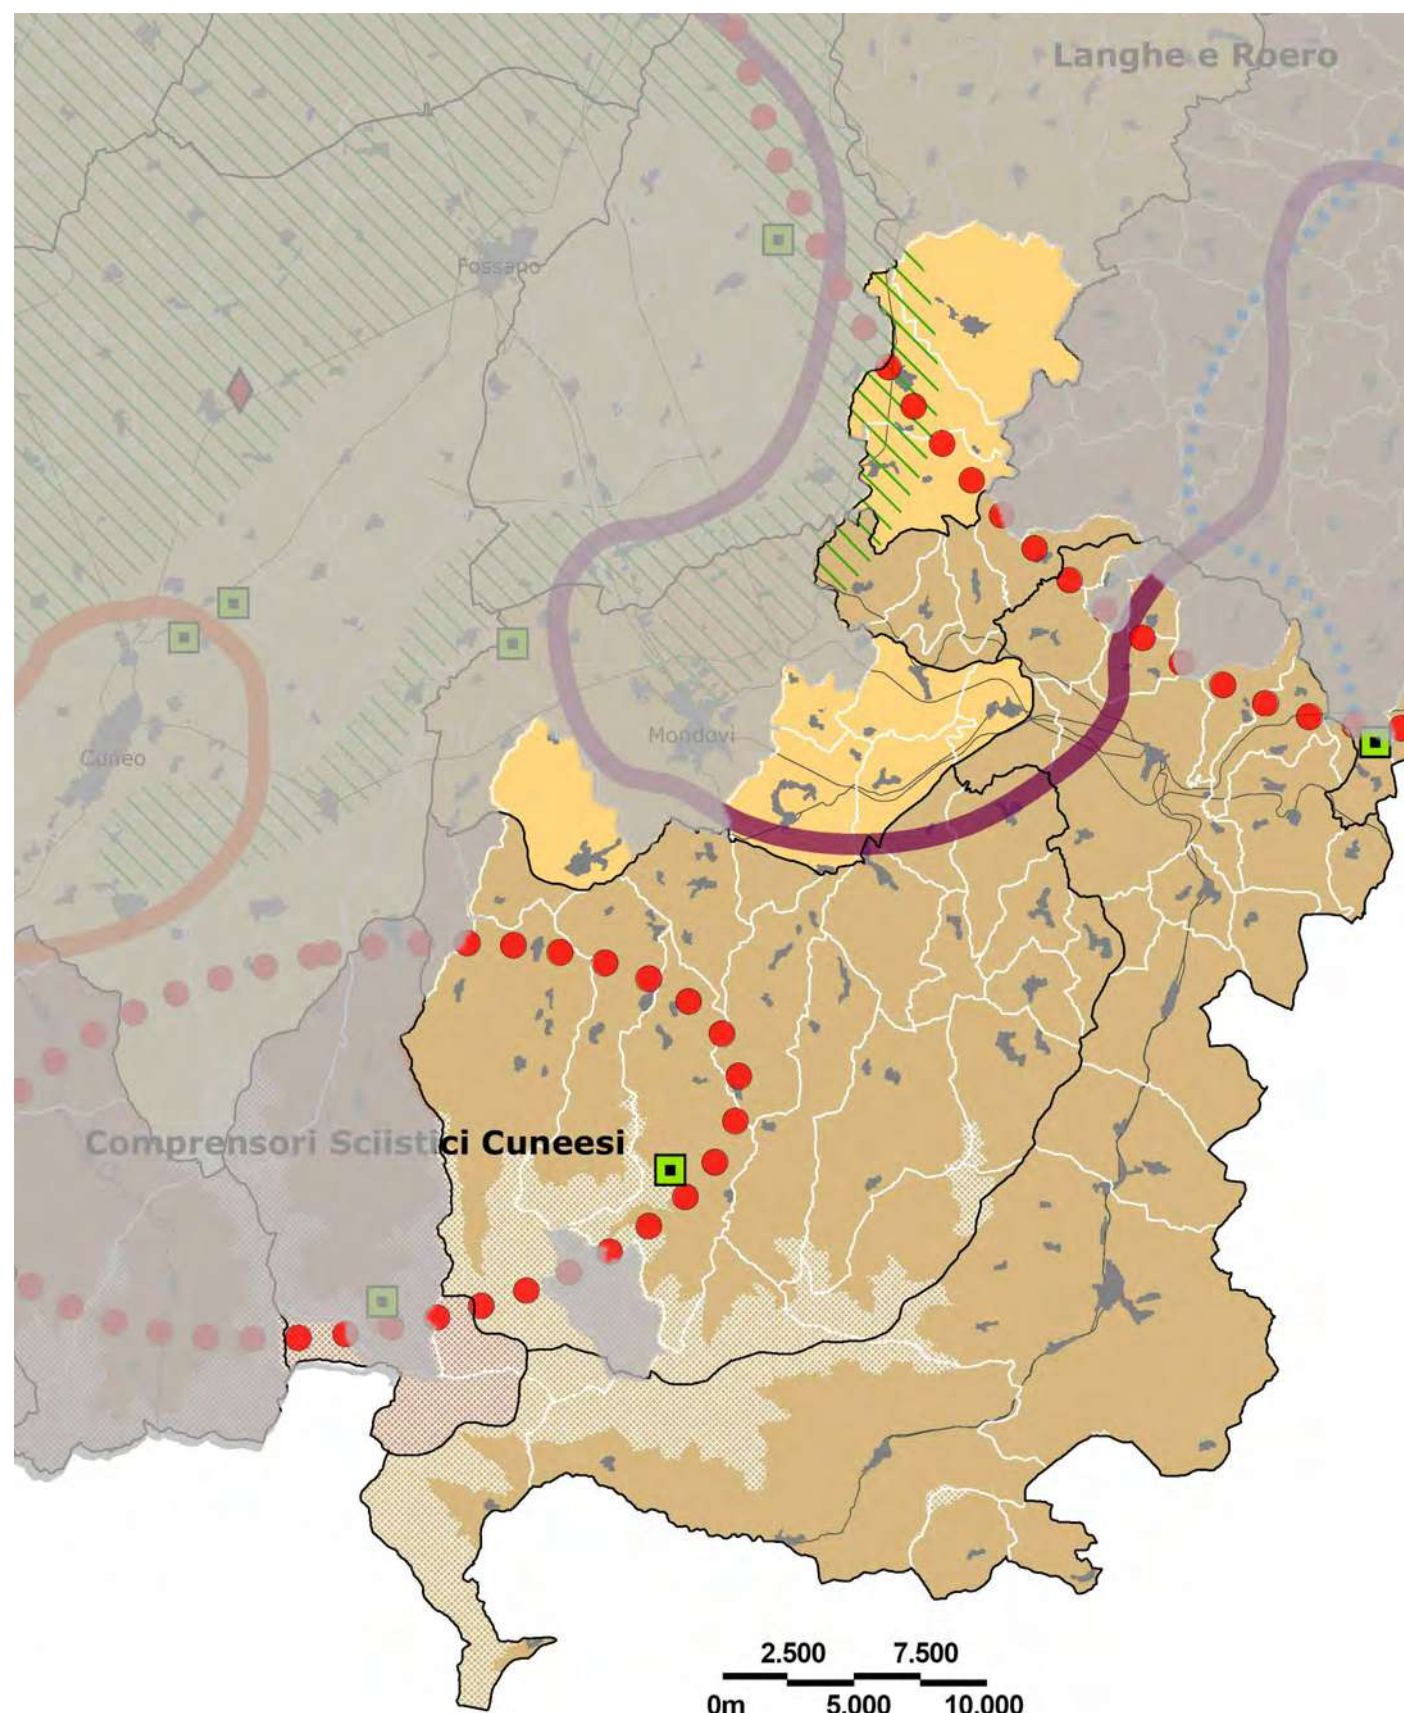 Langhe e Roero
Fossano
Mondovì
Cuneo
Comprensori Sciistici Cuneesi
2.500 7.500
0m 5.000 10.000